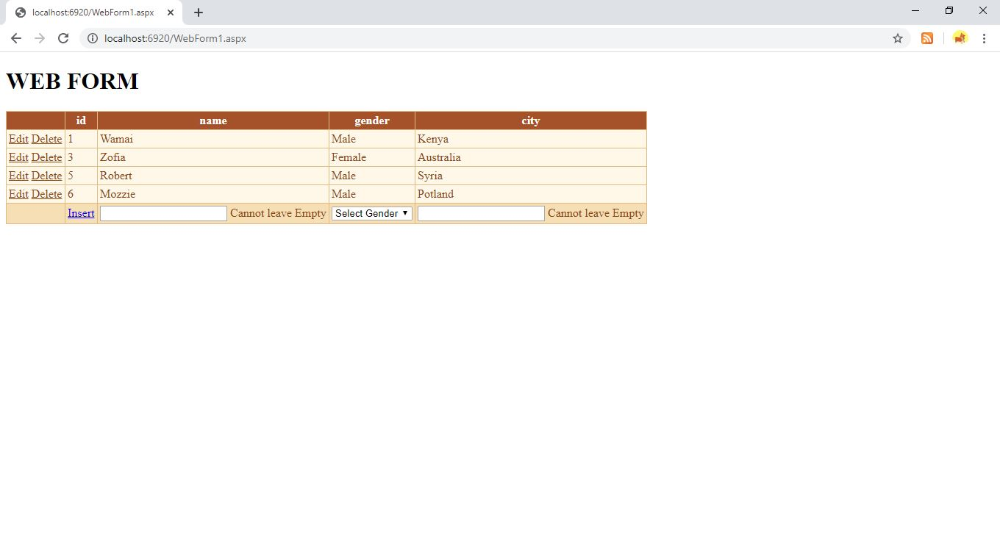 localhost:6920/WebForm1.aspx
localhost:6920/WebForm1.aspx
WEB FORM
id name gender city
Edit Delete 1 Wamai Male Kenya
Edit Delete 3 Zofia Female Australia
Edit Delete 5 Robert Male Syria
Edit Delete 6 Mozzie Male Potland
Insert Cannot leave Empty Select Gender Cannot leave Empty